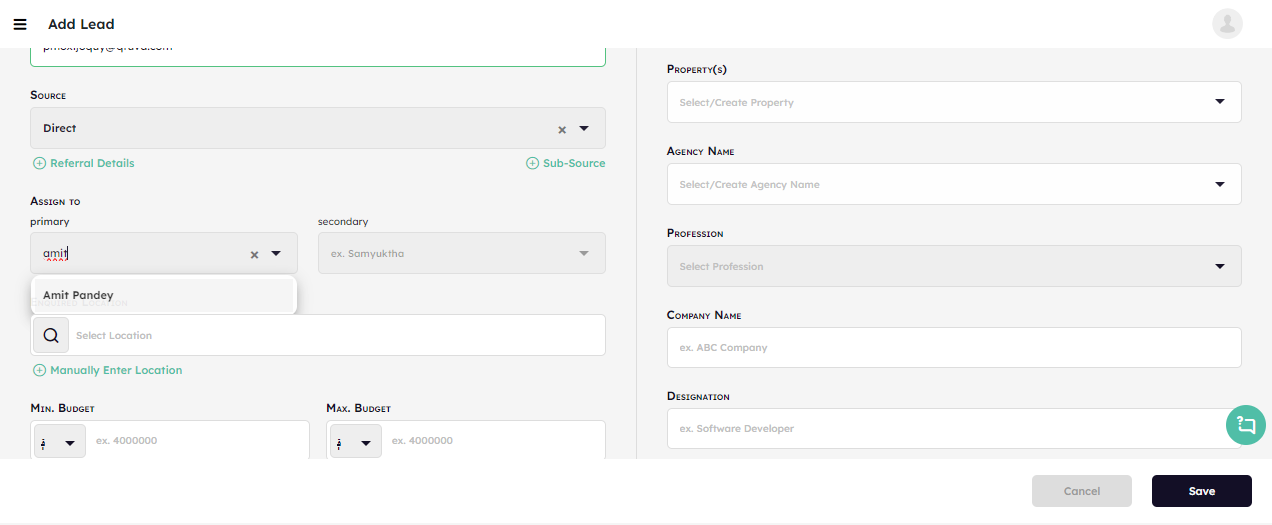 Add Lead
Source
Direct
Referral Details
Sub-Source
Assign to
primary
secondary
amit
ex. Samyuktha
Amit Pandey
Select Location
Manually Enter Location
Min. Budget
Max. Budget
ex. 4000000
ex. 4000000
Property(s)
Select/Create Property
Agency Name
Select/Create Agency Name
Profession
Select Profession
Company Name
ex. ABC Company
Designation
ex. Software Developer
Cancel
Save